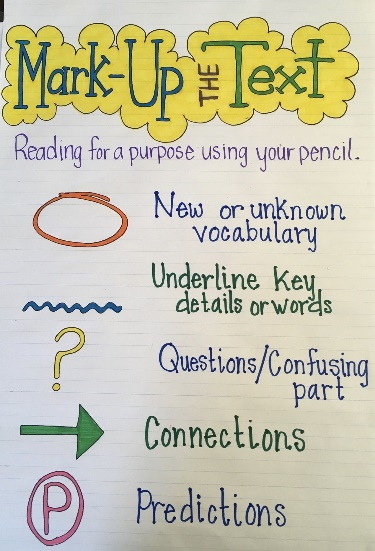 Mark-Up THE Text
Reading for a purpose using your pencil.
New or unknown
vocabulary
Underline key
details or words
?
Questions/Confusing
part
Connections
P
Predictions